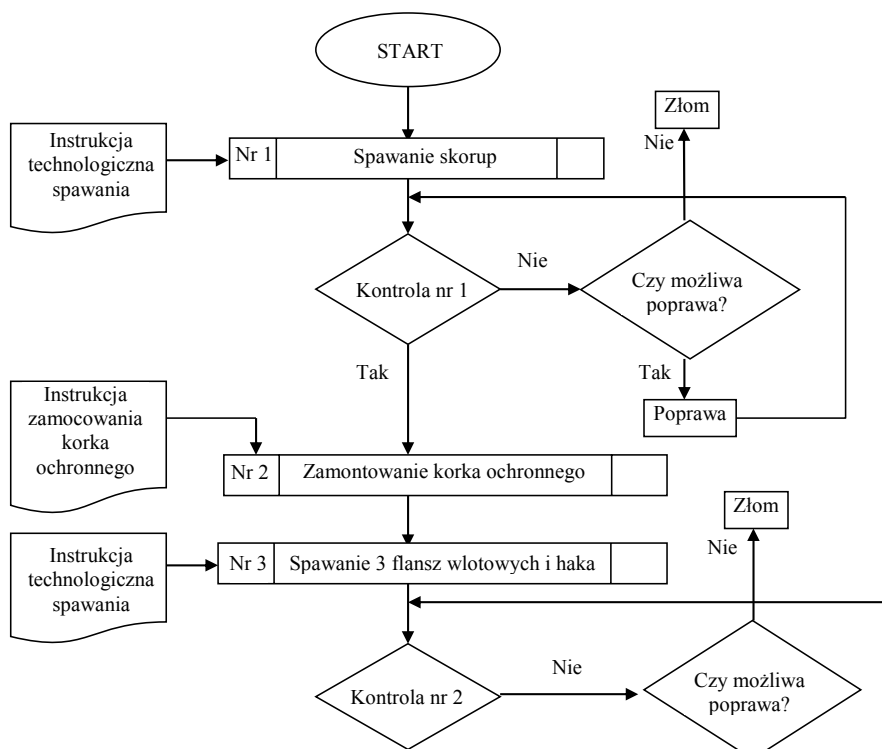 START
Złom
Nie
Instrukcja
technologiczna
spawania
Nr 1
Spawanie skorup
Kontrola nr 1
Nie
Czy możliwa
poprawa?
Tak
Tak
Poprawa
Instrukcja
zamocowania
korka
ochronnego
Nr 2
Zamontowanie korka ochronnego
Złom
Nie
Instrukcja
technologiczna
spawania
Nr 3
Spawanie 3 flansz wlotowych i haka
Kontrola nr 2
Nie
Czy możliwa
poprawa?